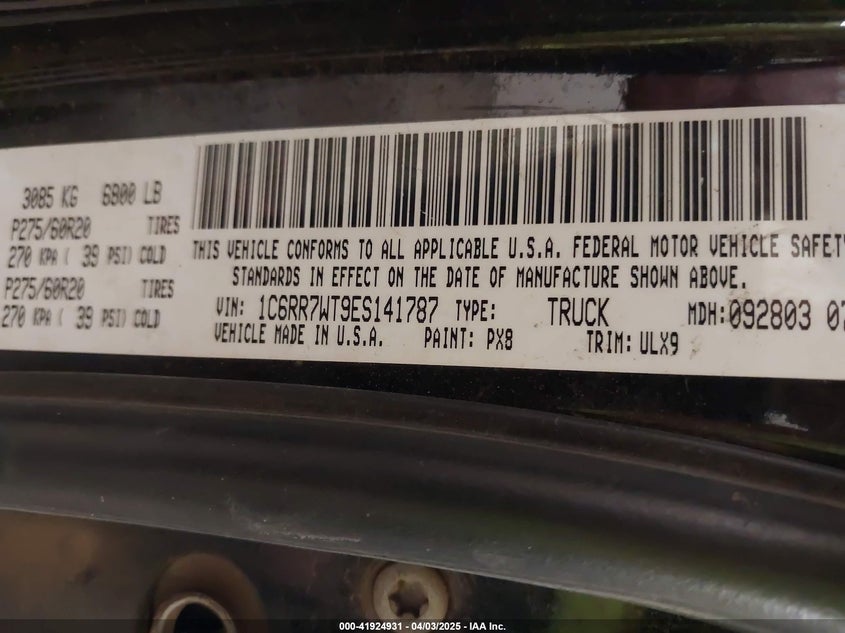 3085 KG 6800 LB
P275/60R20 TIRES
270 KPA ( 39 PSI) COLD
P275/60R20 TIRES
270 KPA ( 39 PSI) COLD
THIS VEHICLE CONFORMS TO ALL APPLICABLE U.S.A. FEDERAL MOTOR VEHICLE SAFETY
STANDARDS IN EFFECT ON THE DATE OF MANUFACTURE SHOWN ABOVE.
VIN: 1C6RR7WT9ES141787 TYPE: TRUCK MDH: 092803 07
VEHICLE MADE IN U.S.A. PAINT: PX8 TRIM: ULX9
000-41924931 - 04/03/2025 - IAA Inc.